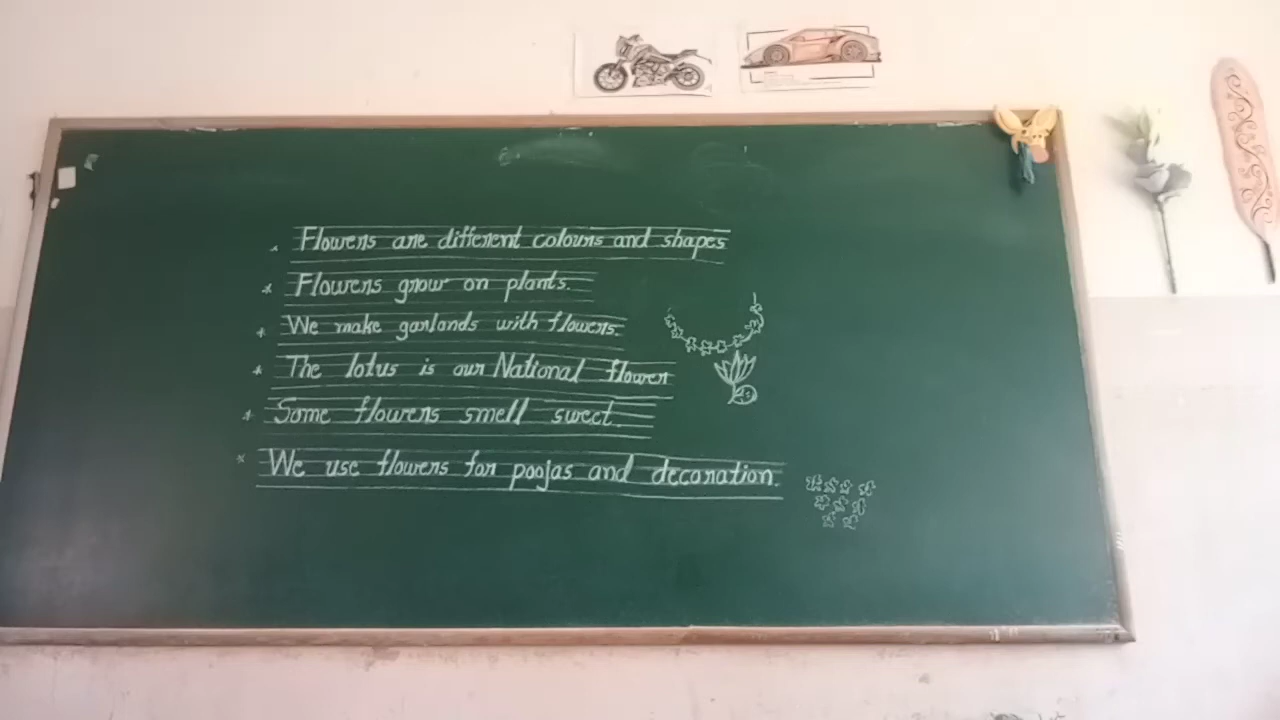 Flowers are different colours and shapes
Flowers grow on plants.
We make garlands with flowers.
The lotus is our National flower
Some flowers smell sweet.
We use flowers for poojas and decoration.